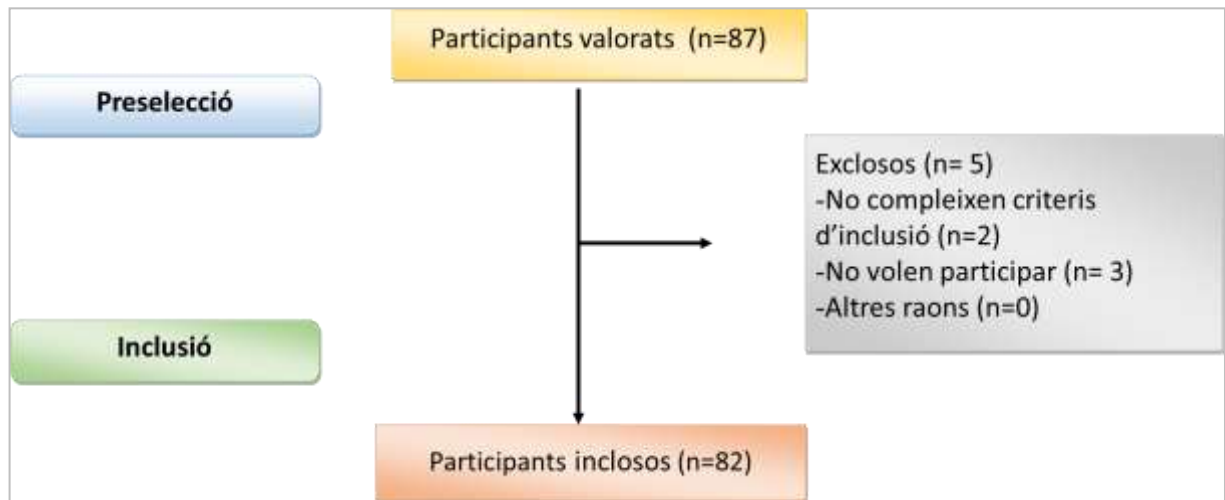 Participants valorats (n=87)
Preselecció
Exclosos (n= 5)
-No compleixen criteris
d’inclusió (n=2)
-No volen participar (n= 3)
-Altres raons (n=0)
Inclusió
Participants inclosos (n=82)